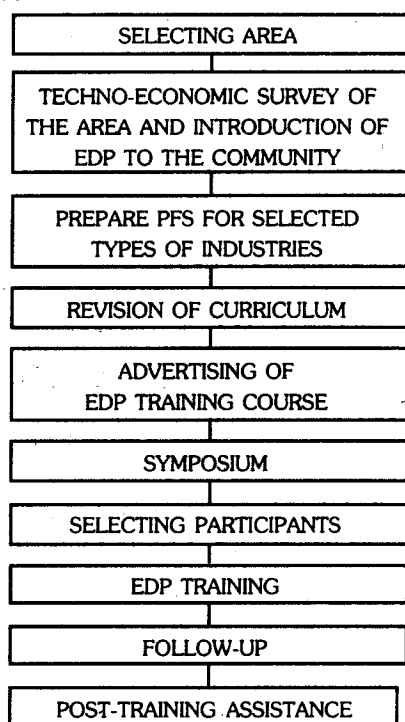 SELECTING AREA
TECHNO-ECONOMIC SURVEY OF
THE AREA AND INTRODUCTION OF
EDP TO THE COMMUNITY
PREPARE PFS FOR SELECTED
TYPES OF INDUSTRIES
REVISION OF CURRICULUM
ADVERTISING OF
EDP TRAINING COURSE
SYMPOSIUM
SELECTING PARTICIPANTS
EDP TRAINING
FOLLOW-UP
POST-TRAINING ASSISTANCE